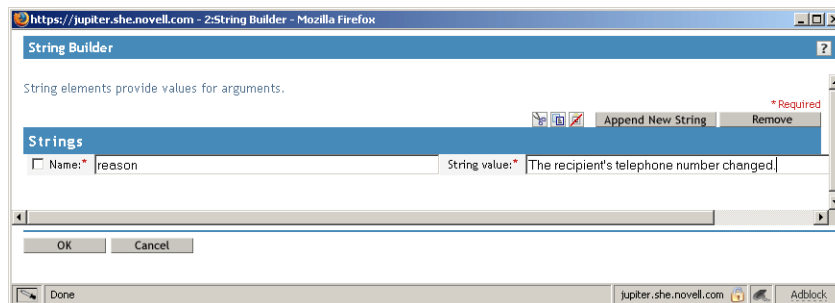 https://jupiter.she.novell.com - 2:String Builder - Mozilla Firefox
String Builder ?
String elements provide values for arguments.
* Required
Append New String Remove
Strings
Name:* reason String value:* The recipient's telephone number changed.
OK Cancel
Done jupiter.she.novell.com Adblock